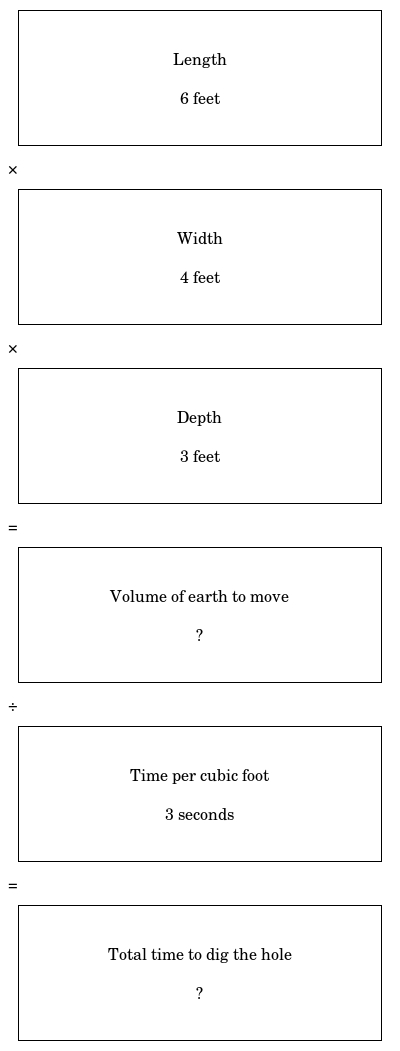 Length
6 feet
×
Width
4 feet
×
Depth
3 feet
=
Volume of earth to move
?
÷
Time per cubic foot
3 seconds
=
Total time to dig the hole
?